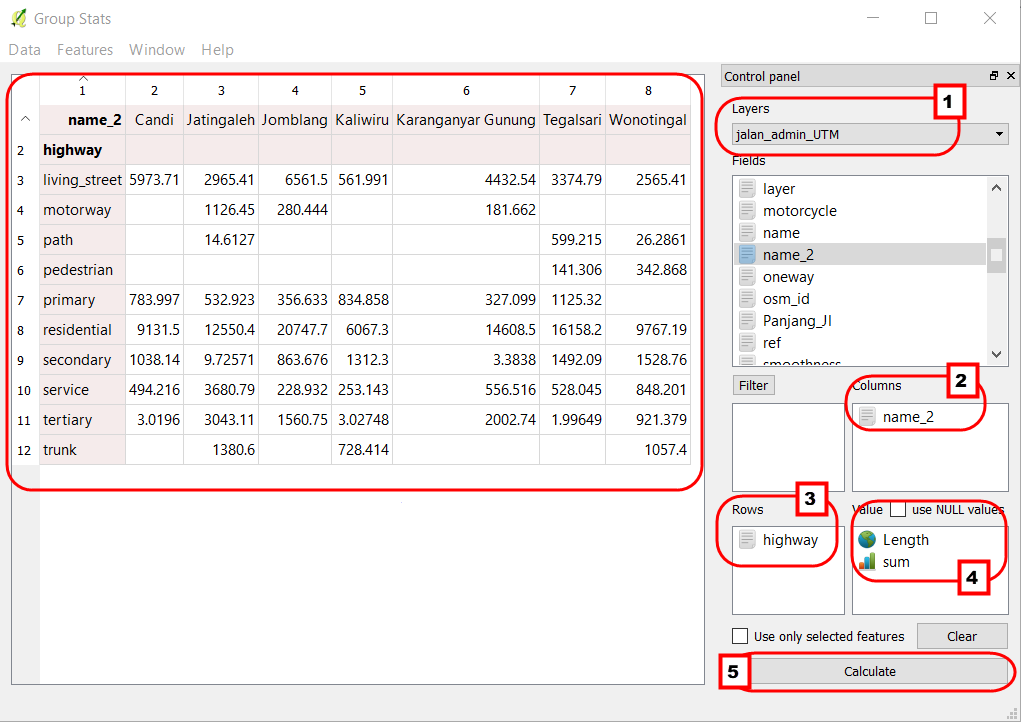 Group Stats
Data Features Window Help
1 2 3 4 5 6 7 8
name_2 Candi Jatingaleh Jomblang Kaliwiru Karanganyar Gunung Tegalsari Wonotingal
2 highway
3 living_street 5973.71 2965.41 6561.5 561.991 4432.54 3374.79 2565.41
4 motorway 1126.45 280.444 181.662
5 path 14.6127 599.215 26.2861
6 pedestrian 141.306 342.868
7 primary 783.997 532.923 356.633 834.858 327.099 1125.32
8 residential 9131.5 12550.4 20747.7 6067.3 14608.5 16158.2 9767.19
9 secondary 1038.14 9.72571 863.676 1312.3 3.3838 1492.09 1528.76
10 service 494.216 3680.79 228.932 253.143 556.516 528.045 848.201
11 tertiary 3.0196 3043.11 1560.75 3.02748 2002.74 1.99649 921.379
12 trunk 1380.6 728.414 1057.4
Control panel
Layers
1
jalan_admin_UTM
Fields
layer
motorcycle
name
name_2
oneway
osm_id
Panjang_Jl
ref
smoothness
Filter
Columns
2
name_2
Rows
3
highway
Value use NULL values
Length
sum
4
Use only selected features
Clear
5
Calculate